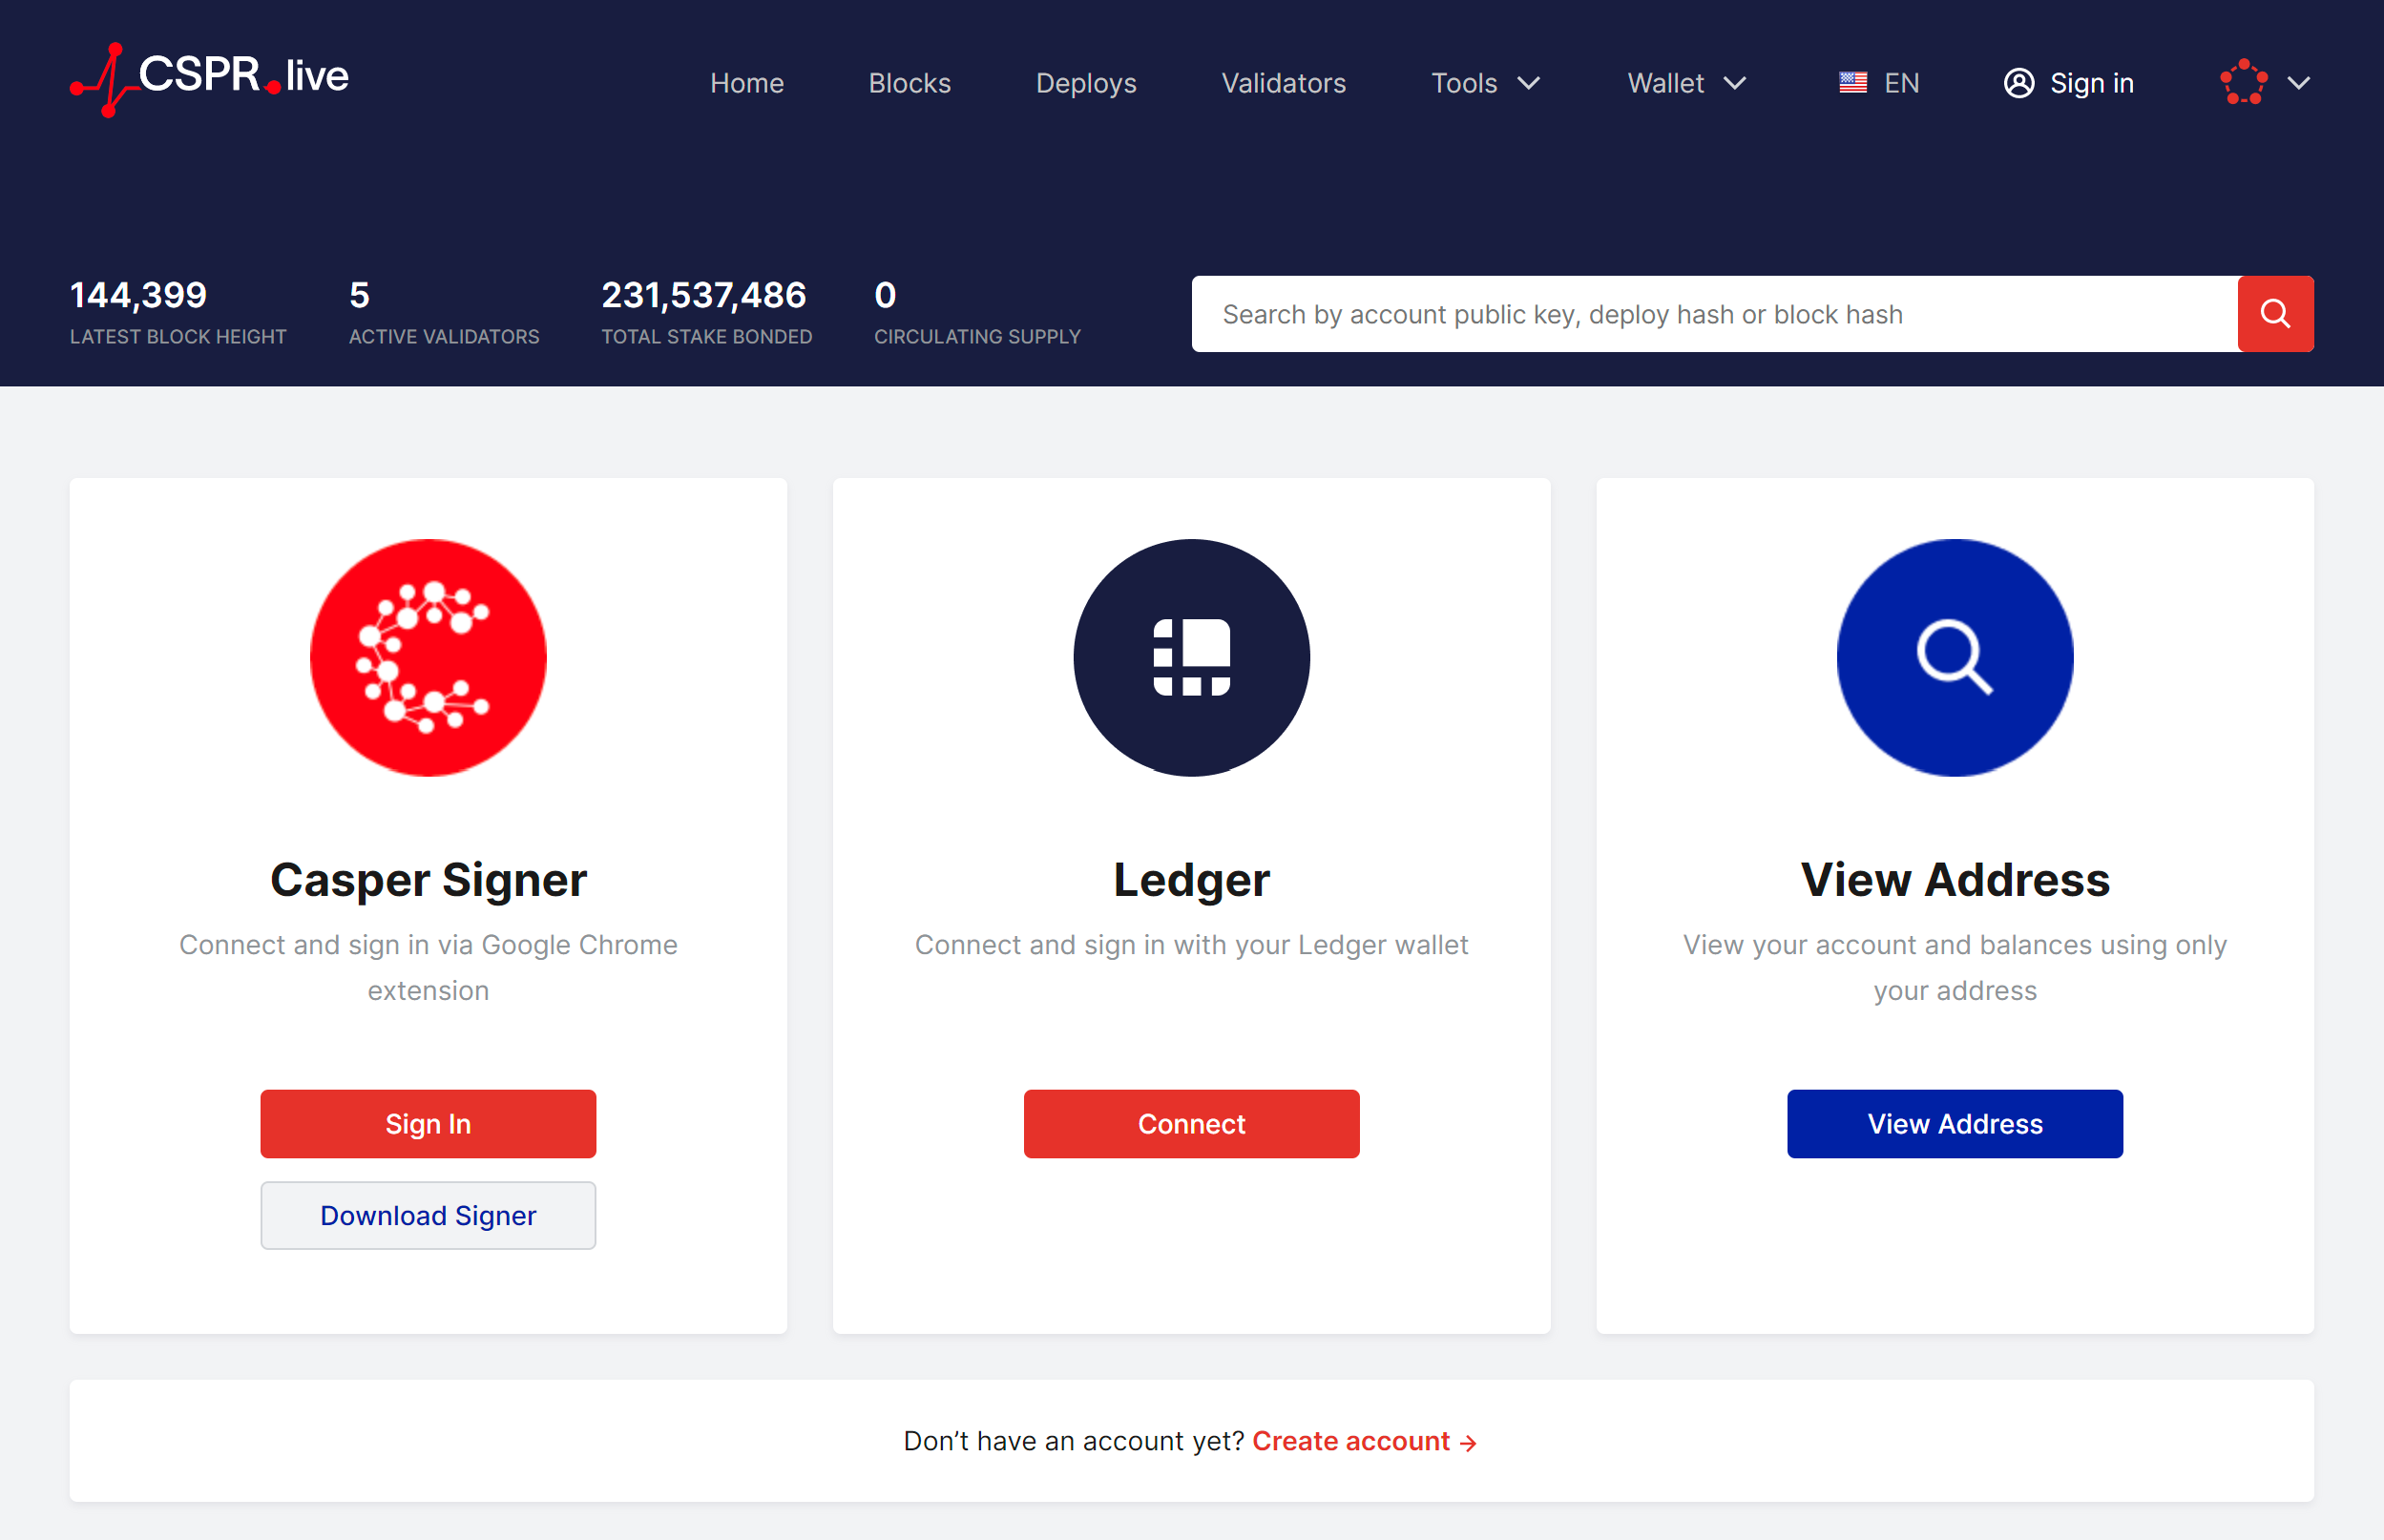 CSPR.live
Home Blocks Deploys Validators Tools Wallet EN Sign in
144,399 5 231,537,486 0
LATEST BLOCK HEIGHT ACTIVE VALIDATORS TOTAL STAKE BONDED CIRCULATING SUPPLY
Search by account public key, deploy hash or block hash
Casper Signer
Connect and sign in via Google Chrome
extension
Sign In
Download Signer
Ledger
Connect and sign in with your Ledger wallet
Connect
View Address
View your account and balances using only
your address
View Address
Don’t have an account yet? Create account →